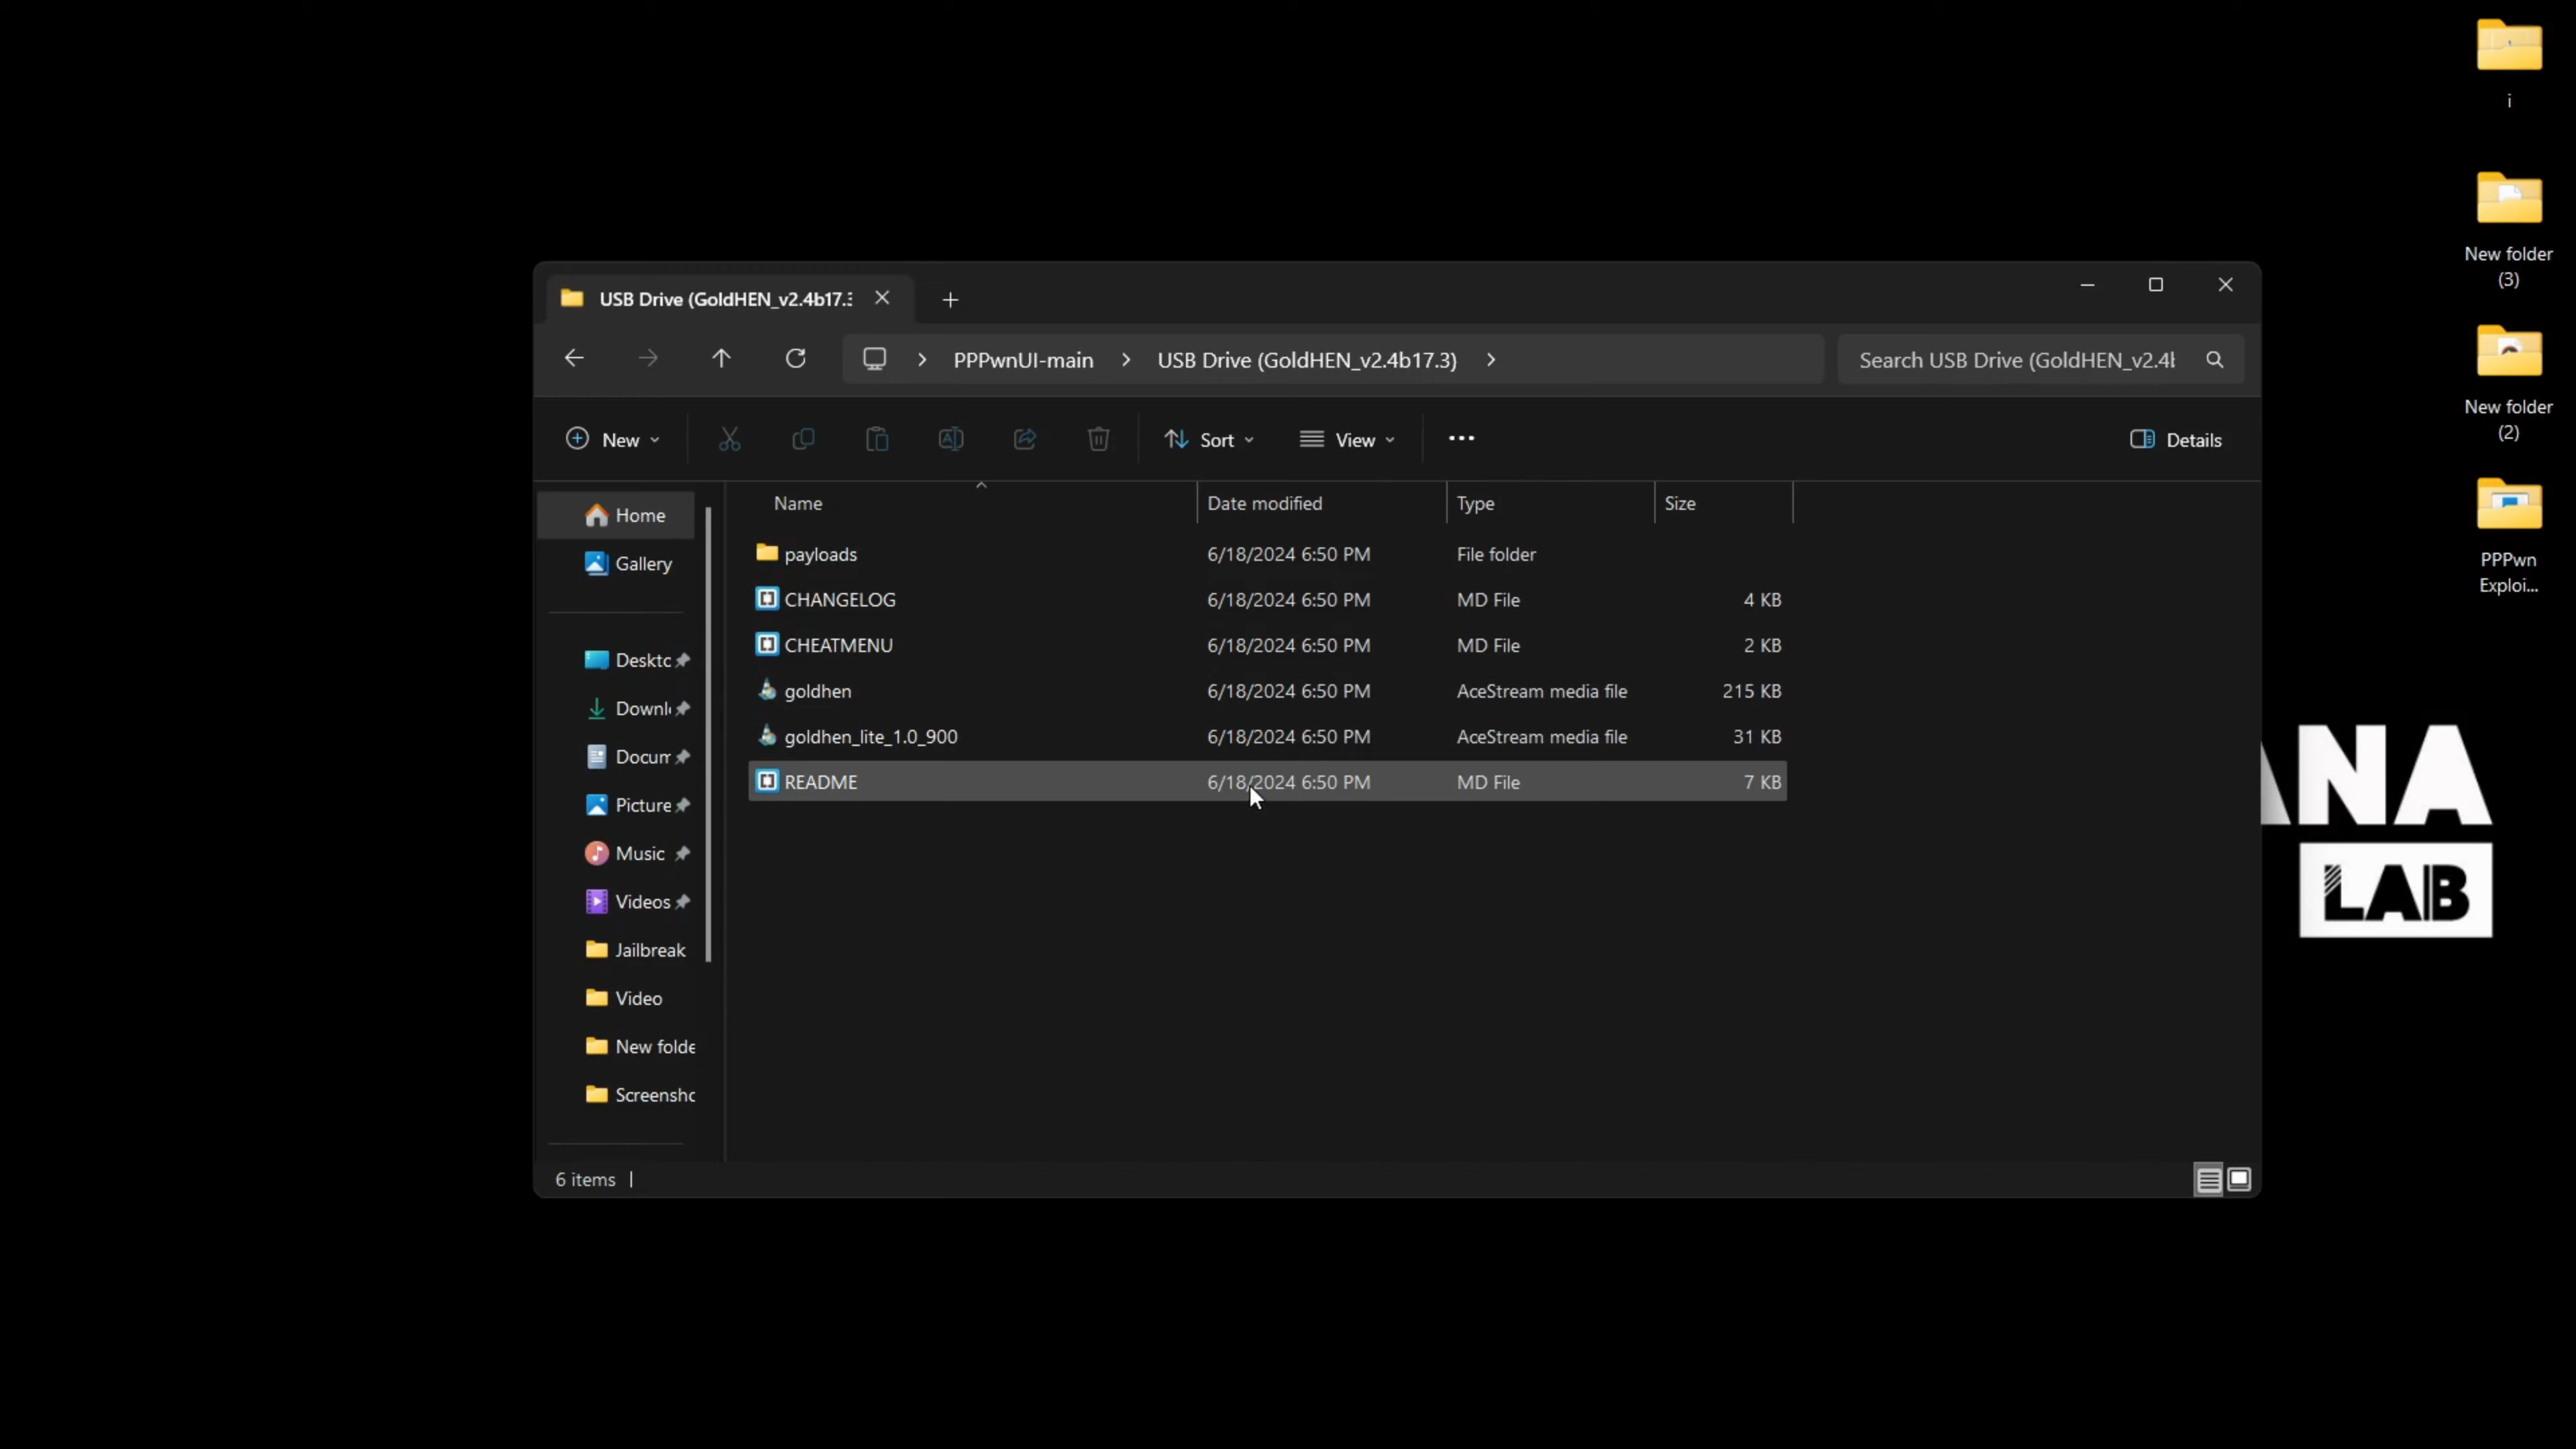 i
New folder
(3)
New folder
(2)
PPPwn
Exploi...
USB Drive (GoldHEN_v2.4b17.3
PPPwnUI-main
USB Drive (GoldHEN_v2.4b17.3)
Search USB Drive (GoldHEN_v2.4b
New
Sort
View
Details
Name Date modified Type Size
payloads 6/18/2024 6:50 PM File folder
CHANGELOG 6/18/2024 6:50 PM MD File 4 KB
CHEATMENU 6/18/2024 6:50 PM MD File 2 KB
goldhen 6/18/2024 6:50 PM AceStream media file 215 KB
goldhen_lite_1.0_900 6/18/2024 6:50 PM AceStream media file 31 KB
README 6/18/2024 6:50 PM MD File 7 KB
Home
Gallery
Deskto
Downlo
Docum
Picture
Music
Videos
Jailbreak
Video
New folde
Screensho
6 items
ANA
LAB